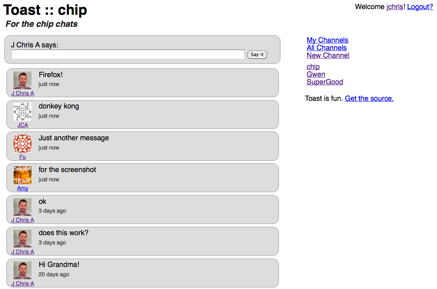 Toast :: chip
For the chip chats
Welcome jchris! Logout?
J Chris A says:
Say it
Firefox!
just now
J Chris A
donkey kong
just now
JCA
Just another message
just now
Fu
for the screenshot
just now
Amy
ok
3 days ago
J Chris A
does this work?
3 days ago
J Chris A
Hi Grandma!
20 days ago
J Chris A
My Channels
All Channels
New Channel
chip
Gwen
SuperGood
Toast is fun. Get the source.